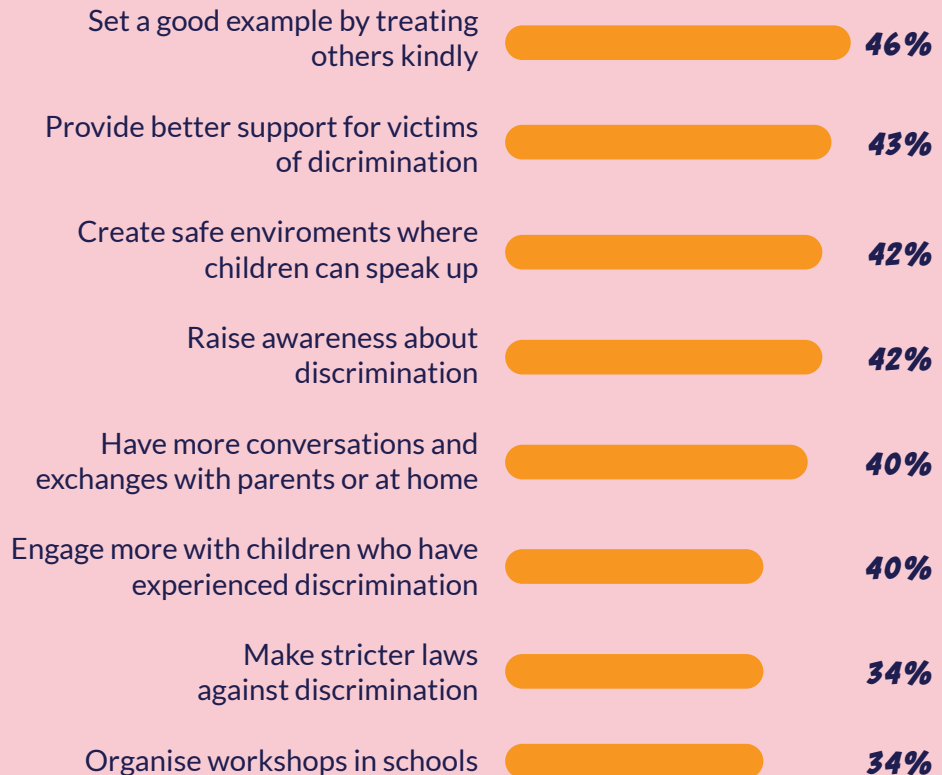 Set a good example by treating
others kindly
46%
Provide better support for victims
of dicrimination
43%
Create safe enviroments where
children can speak up
42%
Raise awareness about
discrimination
42%
Have more conversations and
exchanges with parents or at home
40%
Engage more with children who have
experienced discrimination
40%
Make stricter laws
against discrimination
34%
Organise workshops in schools
34%